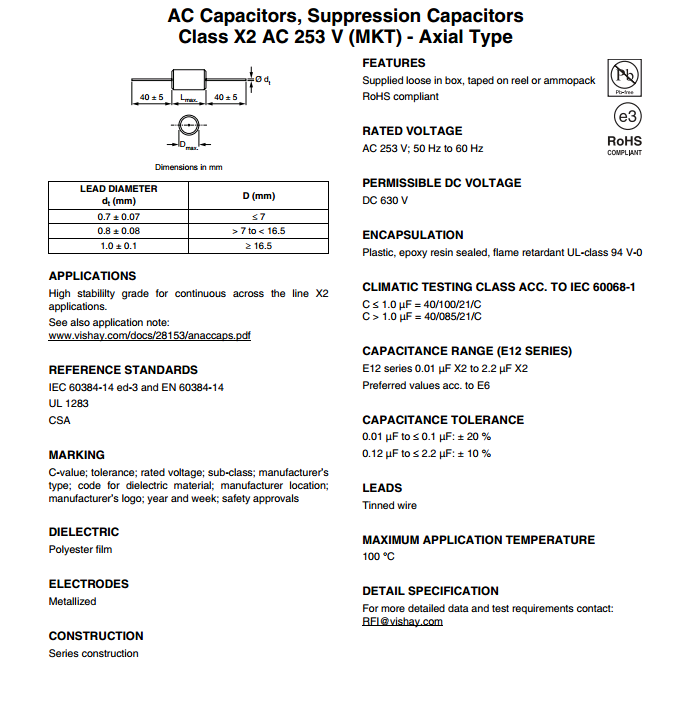 AC Capacitors, Suppression Capacitors
Class X2 AC 253 V (MKT) - Axial Type
Ø dt
40 ± 5
Lmax.
40 ± 5
Dmax.
Dimensions in mm
LEAD DIAMETER
dt (mm)
D (mm)
0.7 ± 0.07
≤ 7
0.8 ± 0.08
> 7 to < 16.5
1.0 ± 0.1
≥ 16.5
APPLICATIONS
High stabililty grade for continuous across the line X2
applications.
See also application note:
www.vishay.com/docs/28153/anaccaps.pdf
REFERENCE STANDARDS
IEC 60384-14 ed-3 and EN 60384-14
UL 1283
CSA
MARKING
C-value; tolerance; rated voltage; sub-class; manufacturer's
type; code for dielectric material; manufacturer location;
manufacturer's logo; year and week; safety approvals
DIELECTRIC
Polyester film
ELECTRODES
Metallized
CONSTRUCTION
Series construction
FEATURES
Supplied loose in box, taped on reel or ammopack
RoHS compliant
Pb
Pb-free
e3
RoHS
COMPLIANT
RATED VOLTAGE
AC 253 V; 50 Hz to 60 Hz
PERMISSIBLE DC VOLTAGE
DC 630 V
ENCAPSULATION
Plastic, epoxy resin sealed, flame retardant UL-class 94 V-0
CLIMATIC TESTING CLASS ACC. TO IEC 60068-1
C ≤ 1.0 µF = 40/100/21/C
C > 1.0 µF = 40/085/21/C
CAPACITANCE RANGE (E12 SERIES)
E12 series 0.01 µF X2 to 2.2 µF X2
Preferred values acc. to E6
CAPACITANCE TOLERANCE
0.01 µF to ≤ 0.1 µF: ± 20 %
0.12 µF to ≤ 2.2 µF: ± 10 %
LEADS
Tinned wire
MAXIMUM APPLICATION TEMPERATURE
100 °C
DETAIL SPECIFICATION
For more detailed data and test requirements contact:
RFI@vishay.com